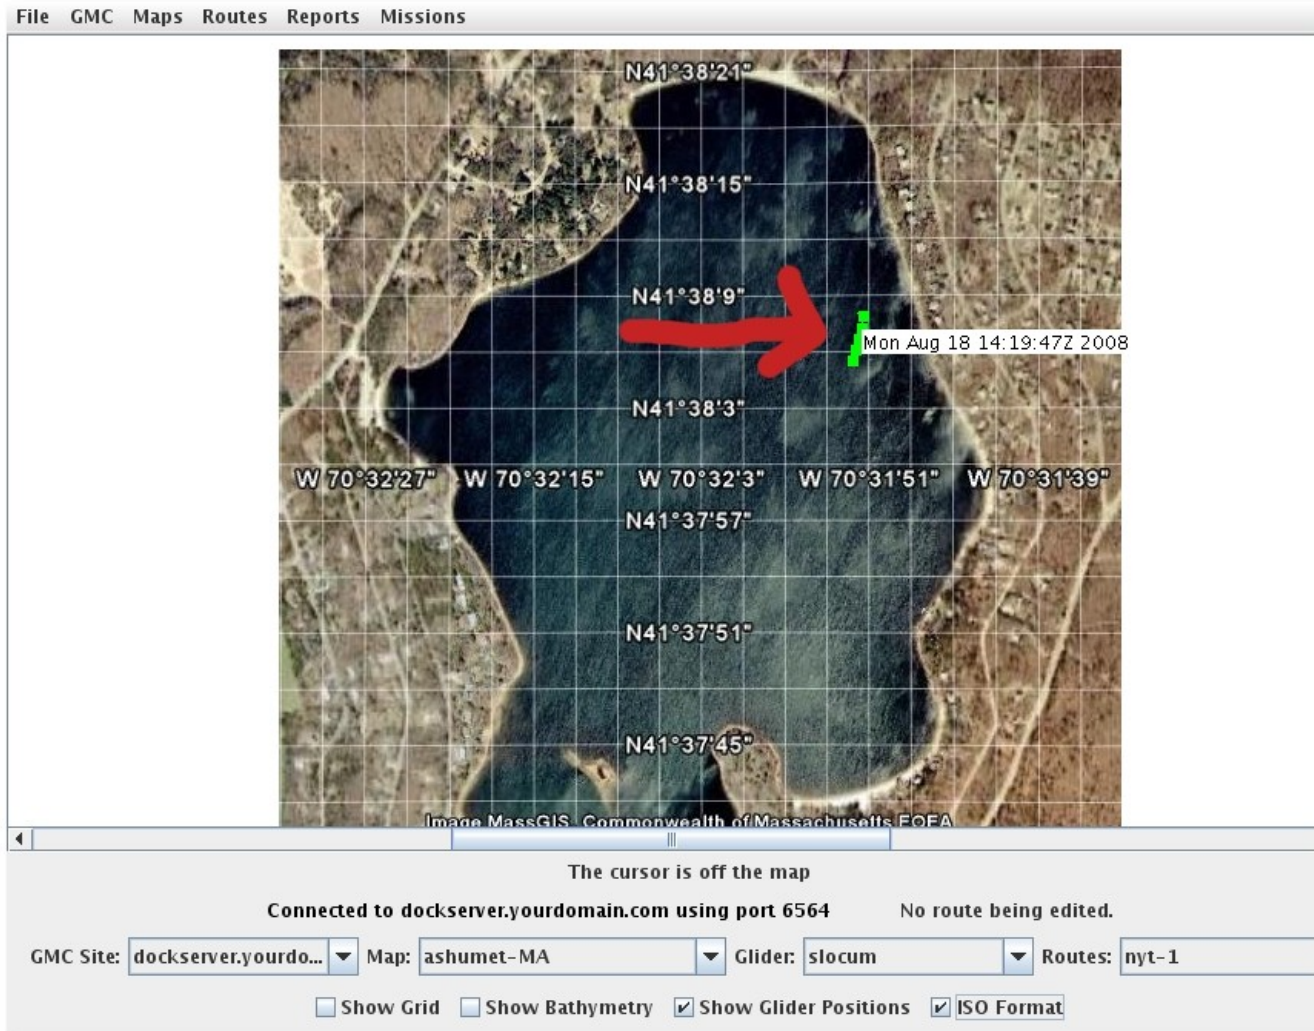 File GMC Maps Routes Reports Missions
N41°38'21"
N41°38'15"
N41°38'9"
Mon Aug 18 14:19:47Z 2008
N41°38'3"
W 70°32'27" W 70°32'15" W 70°32'3" W 70°31'51" W 70°31'39"
N41°37'57"
N41°37'51"
N41°37'45"
Image MassGIS, Commonwealth of Massachusetts EOEA
The cursor is off the map
Connected to dockserver.yourdomain.com using port 6564 No route being edited.
GMC Site: dockserver.yourdo... Map: ashumet-MA Glider: slocum Routes: nyt-1
Show Grid Show Bathymetry Show Glider Positions ISO Format